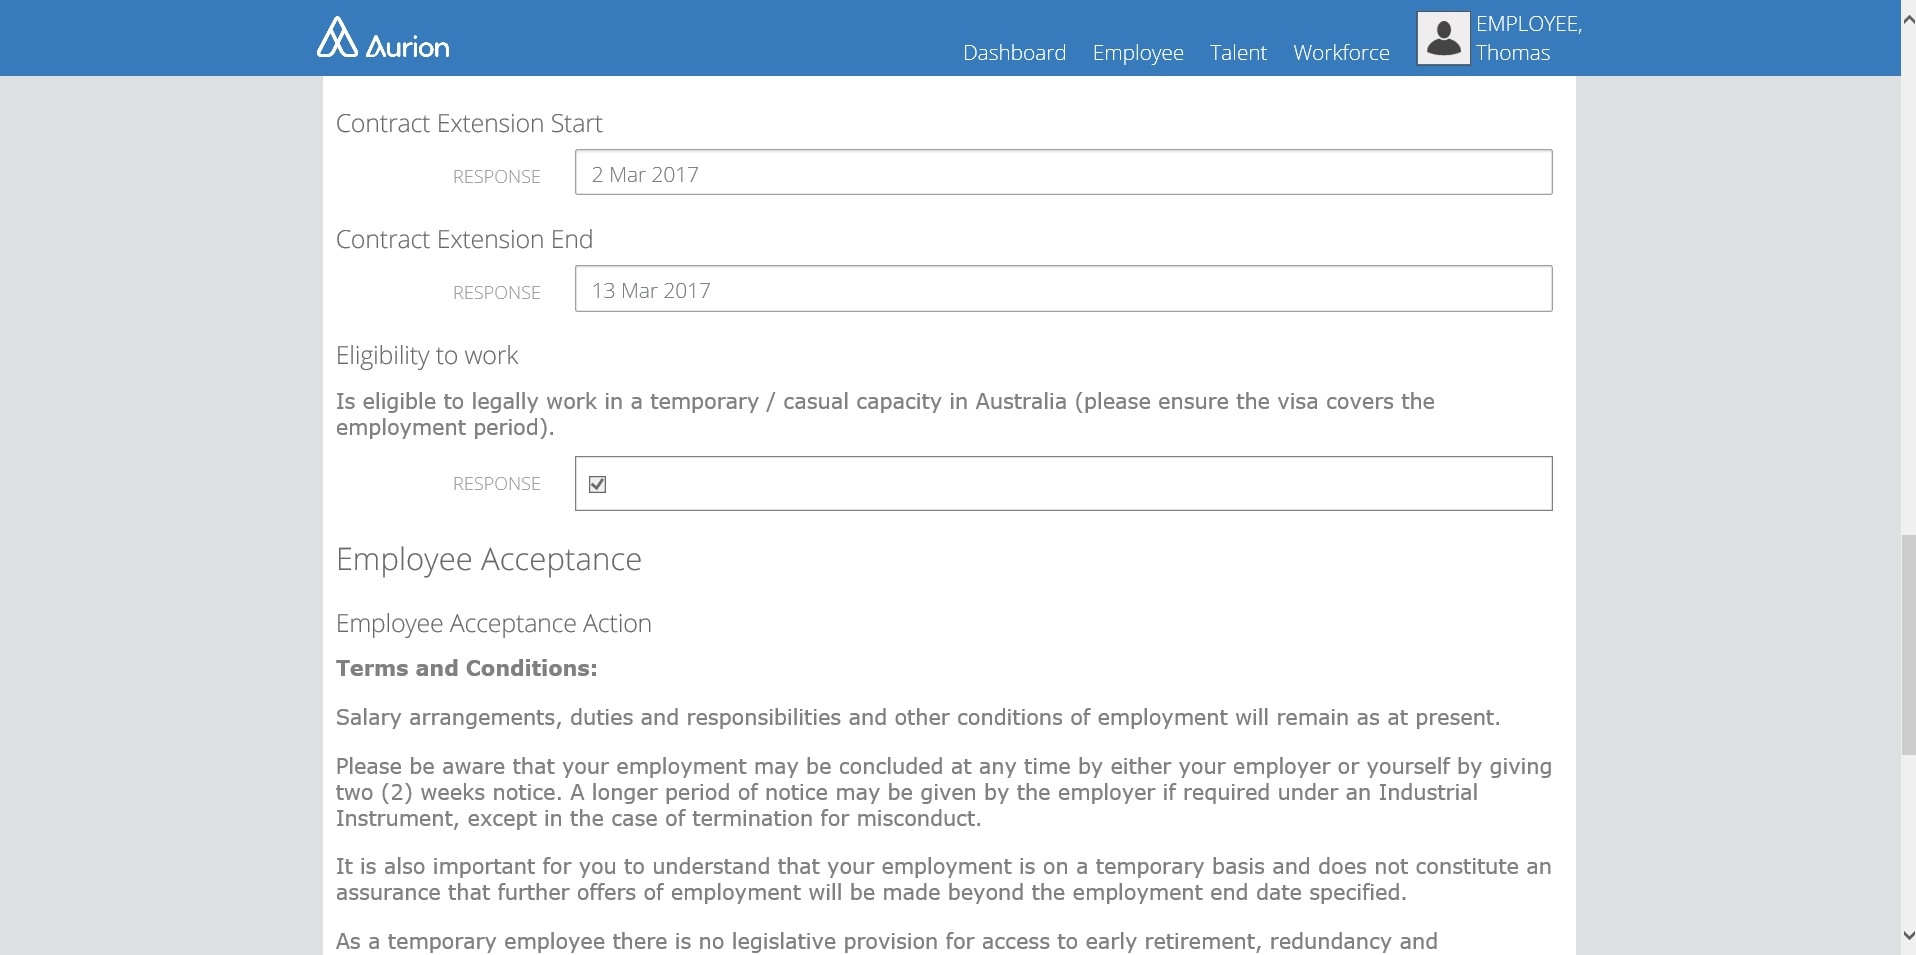 Aurion
Dashboard Employee Talent Workforce
EMPLOYEE,
Thomas
Contract Extension Start
RESPONSE 2 Mar 2017
Contract Extension End
RESPONSE 13 Mar 2017
Eligibility to work
Is eligible to legally work in a temporary / casual capacity in Australia (please ensure the visa covers the
employment period).
RESPONSE
Employee Acceptance
Employee Acceptance Action
Terms and Conditions:
Salary arrangements, duties and responsibilities and other conditions of employment will remain as at present.
Please be aware that your employment may be concluded at any time by either your employer or yourself by giving
two (2) weeks notice. A longer period of notice may be given by the employer if required under an Industrial
Instrument, except in the case of termination for misconduct.
It is also important for you to understand that your employment is on a temporary basis and does not constitute an
assurance that further offers of employment will be made beyond the employment end date specified.
As a temporary employee there is no legislative provision for access to early retirement, redundancy and